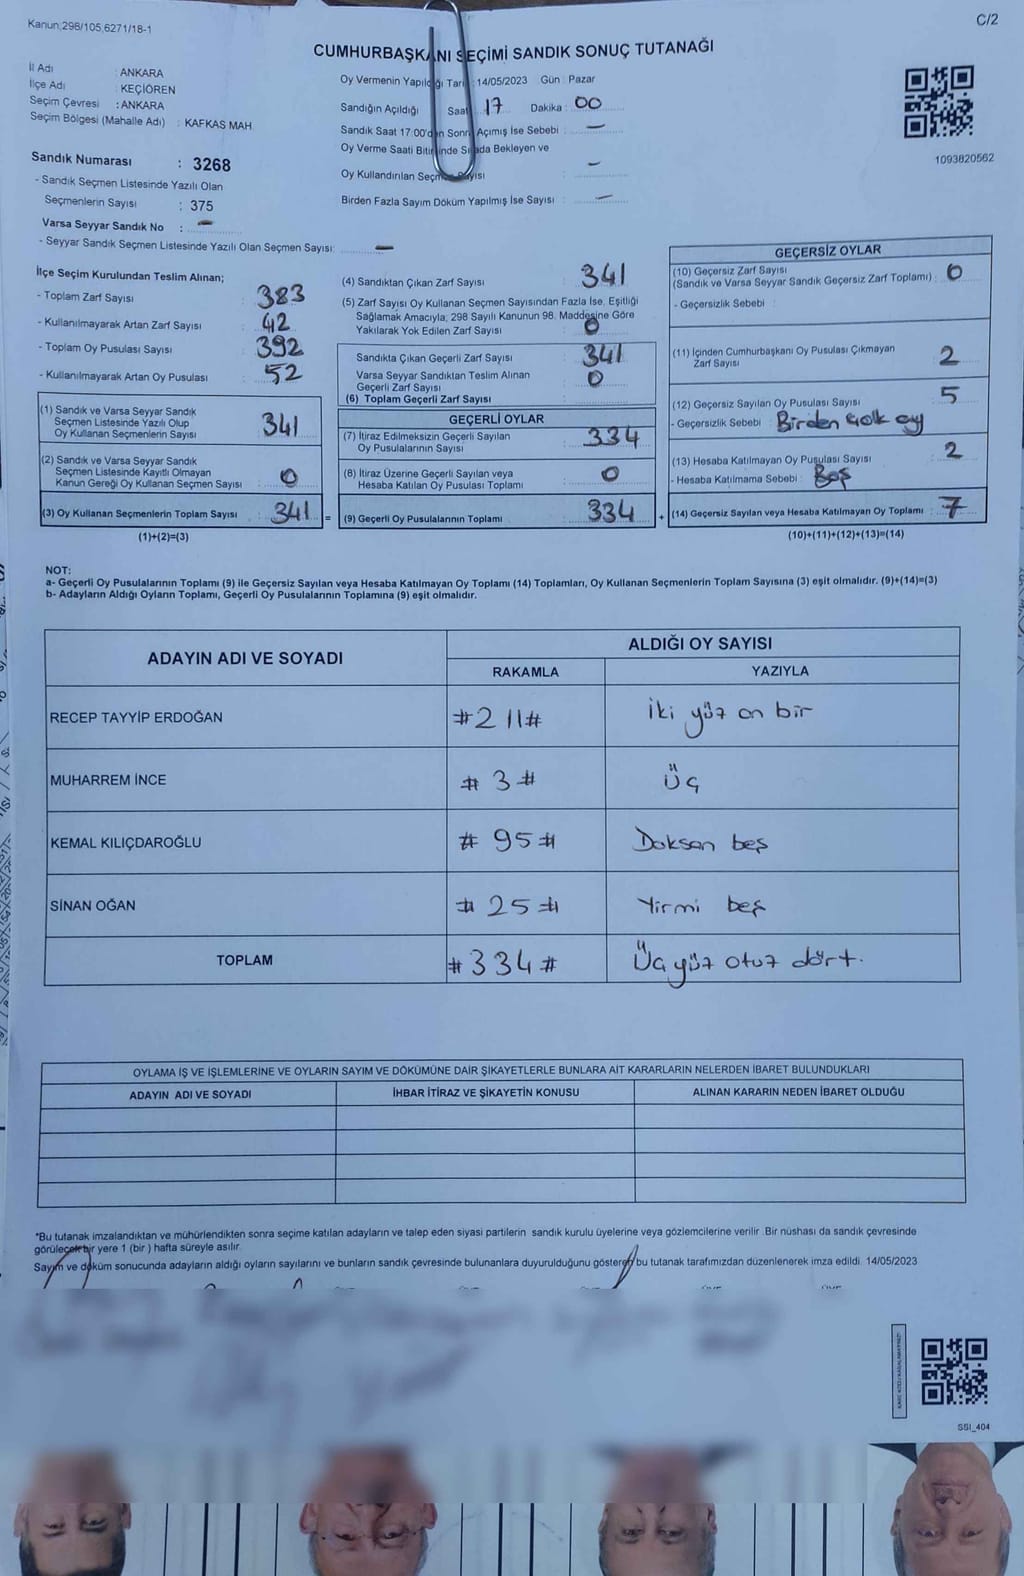 Kanun:298/105,6271/18-1
C/2
CUMHURBAŞKANI SEÇİMİ SANDIK SONUÇ TUTANAĞI
İl Adı : ANKARA
İlçe Adı : KEÇİÖREN
Seçim Çevresi : ANKARA
Seçim Bölgesi (Mahalle Adı) : KAFKAS MAH
Sandık Numarası : 3268
- Sandık Seçmen Listesinde Yazılı Olan
Seçmenlerin Sayısı : 375
Varsa Seyyar Sandık No : –
- Seyyar Sandık Seçmen Listesinde Yazılı Olan Seçmen Sayısı: –
Oy Vermenin Yapıldığı Tarih : 14/05/2023 Gün : Pazar
Sandığın Açıldığı Saat : 17 Dakika : 00
Sandık Saat 17.00'den Sonra Açımış İse Sebebi : –
Oy Verme Saati Bitiminde Sırada Bekleyen ve
Oy Kullandırılan Seçmen Sayısı : –
Birden Fazla Sayım Döküm Yapılmış İse Sayısı : –
1093820562
İlçe Seçim Kurulundan Teslim Alınan;
- Toplam Zarf Sayısı : 383
- Kullanılmayarak Artan Zarf Sayısı : 42
- Toplam Oy Pusulası Sayısı : 392
- Kullanılmayarak Artan Oy Pusulası : 52
(1) Sandık ve Varsa Seyyar Sandık
Seçmen Listesinde Yazılı Olup
Oy Kullanan Seçmenlerin Sayısı : 341
(2) Sandık ve Varsa Seyyar Sandık
Seçmen Listesinde Kayıtlı Olmayan
Kanun Gereği Oy Kullanan Seçmen Sayısı : 0
(3) Oy Kullanan Seçmenlerin Toplam Sayısı : 341 =
(1)+(2)=(3)
(4) Sandıktan Çıkan Zarf Sayısı : 341
(5) Zarf Sayısı Oy Kullanan Seçmen Sayısından Fazla İse, Eşitliği
Sağlamak Amacıyla; 298 Sayılı Kanunun 98. Maddesine Göre
Yakılarak Yok Edilen Zarf Sayısı : 0
Sandıkta Çıkan Geçerli Zarf Sayısı : 341
Varsa Seyyar Sandıktan Teslim Alınan
Geçerli Zarf Sayısı : 0
(6) Toplam Geçerli Zarf Sayısı :
GEÇERLİ OYLAR
(7) İtiraz Edilmeksizin Geçerli Sayılan
Oy Pusulalarının Sayısı : 334
(8) İtiraz Üzerine Geçerli Sayılan veya
Hesaba Katılan Oy Pusulası Toplamı : 0
(9) Geçerli Oy Pusulalarının Toplamı : 334 +
GEÇERSİZ OYLAR
(10) Geçersiz Zarf Sayısı
(Sandık ve Varsa Seyyar Sandık Geçersiz Zarf Toplamı) : 0
- Geçersizlik Sebebi :
(11) İçinden Cumhurbaşkanı Oy Pusulası Çıkmayan
Zarf Sayısı : 2
(12) Geçersiz Sayılan Oy Pusulası Sayısı : 5
- Geçersizlik Sebebi : Birden çok oy
(13) Hesaba Katılmayan Oy Pusulası Sayısı : 2
- Hesaba Katılmama Sebebi : Boş
(14) Geçersiz Sayılan veya Hesaba Katılmayan Oy Toplamı : 7
(10)+(11)+(12)+(13)=(14)
NOT:
a- Geçerli Oy Pusulalarının Toplamı (9) ile Geçersiz Sayılan veya Hesaba Katılmayan Oy Toplamı (14) Toplamları, Oy Kullanan Seçmenlerin Toplam Sayısına (3) eşit olmalıdır. (9)+(14)=(3)
b- Adayların Aldığı Oyların Toplamı, Geçerli Oy Pusulalarının Toplamına (9) eşit olmalıdır.
ADAYIN ADI VE SOYADI ALDIĞI OY SAYISI
RAKAMLA YAZIYLA
RECEP TAYYİP ERDOĞAN #211# İki yüz on bir
MUHARREM İNCE # 3 # Üç
KEMAL KILIÇDAROĞLU # 95 # Doksan beş
SİNAN OĞAN # 25 # Yirmi beş
TOPLAM # 334 # Üç yüz otuz dört.
OYLAMA İŞ VE İŞLEMLERİNE VE OYLARIN SAYIM VE DÖKÜMÜNE DAİR ŞİKAYETLERLE BUNLARA AİT KARARLARIN NELERDEN İBARET BULUNDUKLARI
ADAYIN ADI VE SOYADI İHBAR İTİRAZ VE ŞİKAYETİN KONUSU ALINAN KARARIN NEDEN İBARET OLDUĞU
*Bu tutanak imzalandıktan ve mühürlendikten sonra seçime katılan adayların ve talep eden siyasi partilerin sandık kurulu üyelerine veya gözlemcilerine verilir. Bir nüshası da sandık çevresinde
görülecek bir yere 1 (bir ) hafta süreyle asılır.
Sayım ve döküm sonucunda adayların aldığı oyların sayılarını ve bunların sandık çevresinde bulunanlara duyurulduğunu gösteren bu tutanak tarafımızdan düzenlenerek imza edildi. 14/05/2023
SSI_404